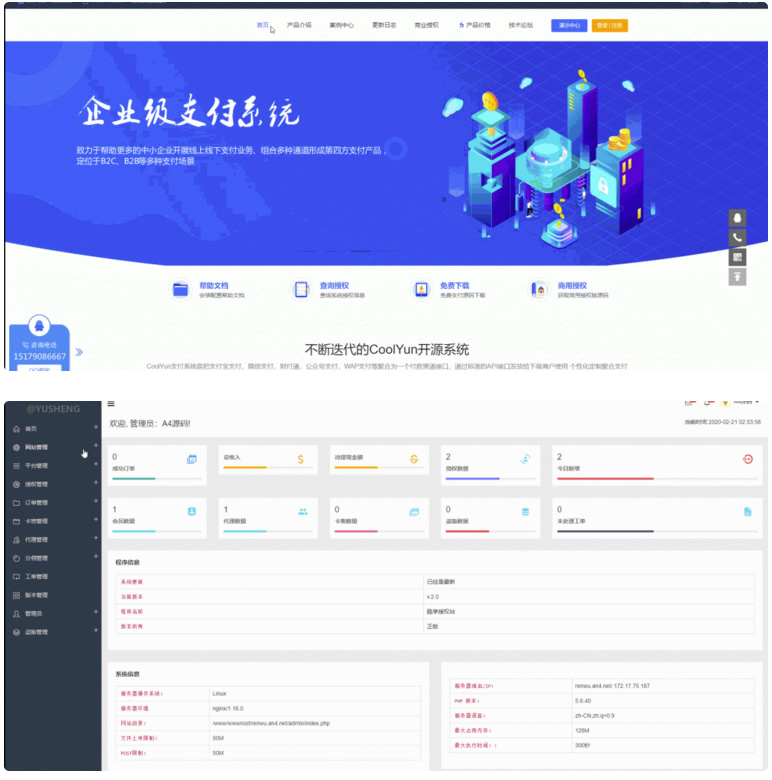 首页 产品介绍 案例中心 更新日志 商业授权 产品价格 技术论坛 演示中心 登录 | 注册
企业级支付系统
致力于帮助更多的中小企业开展线上线下支付业务、组合多种通道形成第四方支付产品，
定位于B2C、B2B等多种支付场景
帮助文档 查询授权 免费下载 商用授权
安装配置帮助文档 查询系统授权信息 免费支付源码下载 获取商用授权版源码
咨询电话
15179086667
QQ咨询
不断迭代的CoolYun开源系统
CoolYun支付系统是把支付宝支付、微信支付、财付通、公众号支付、WAP支付等聚合为一个付款渠道接口，通过标准的API接口发放给下级商户使用 个性化定制聚合支付
@YUSHENG
首页
网站管理
平台管理
授权管理
订单管理
卡密管理
代理管理
分销管理
工单管理
版本管理
管理员
盗版管理
欢迎, 管理员：A4源码!
当前时间 2020-02-21 02:53:58
0 总收入 待提现金额 2 2
成功订单 授权数量 今日新增
1 1 0 0 0
会员数量 代理数量 卡密数量 盗版数据 未处理工单
程序信息
系统更新 已经是最新
当前版本 v.2.0
程序名称
版本所有 正版
系统信息
服务器操作系统： Linux
服务器环境 nginx/1.16.0
网站目录： /www/wwwroot/renwu.an4.net/admin/index.php
文件上传限制： 50M
POST限制： 50M
服务器域名/IP： renwu.an4.net/ 172.17.75.187
PHP 版本： 5.6.40
服务器语言： zh-CN,zh;q=0.9
最大占用内存： 128M
最大执行时间：： 300秒